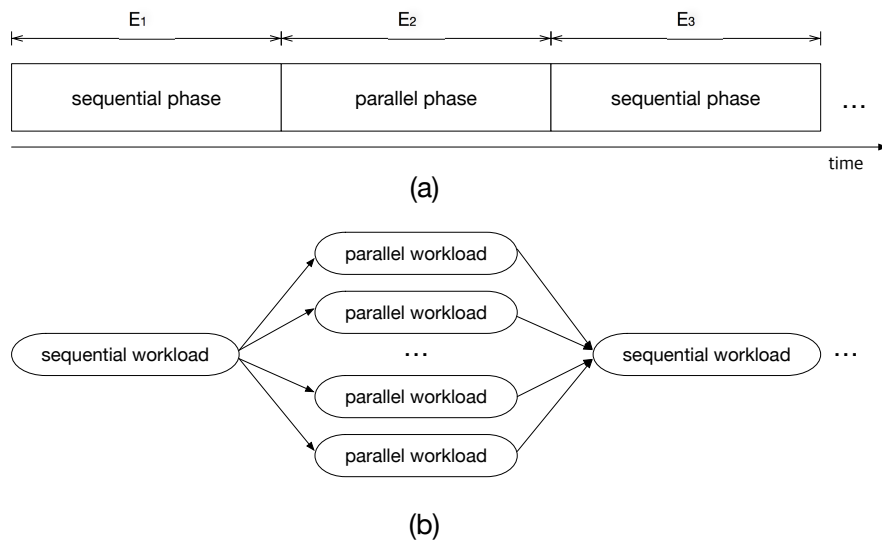 E1 E2 E3
sequential phase parallel phase sequential phase ...
time
(a)
parallel workload
parallel workload
sequential workload ... sequential workload ...
parallel workload
parallel workload
(b)